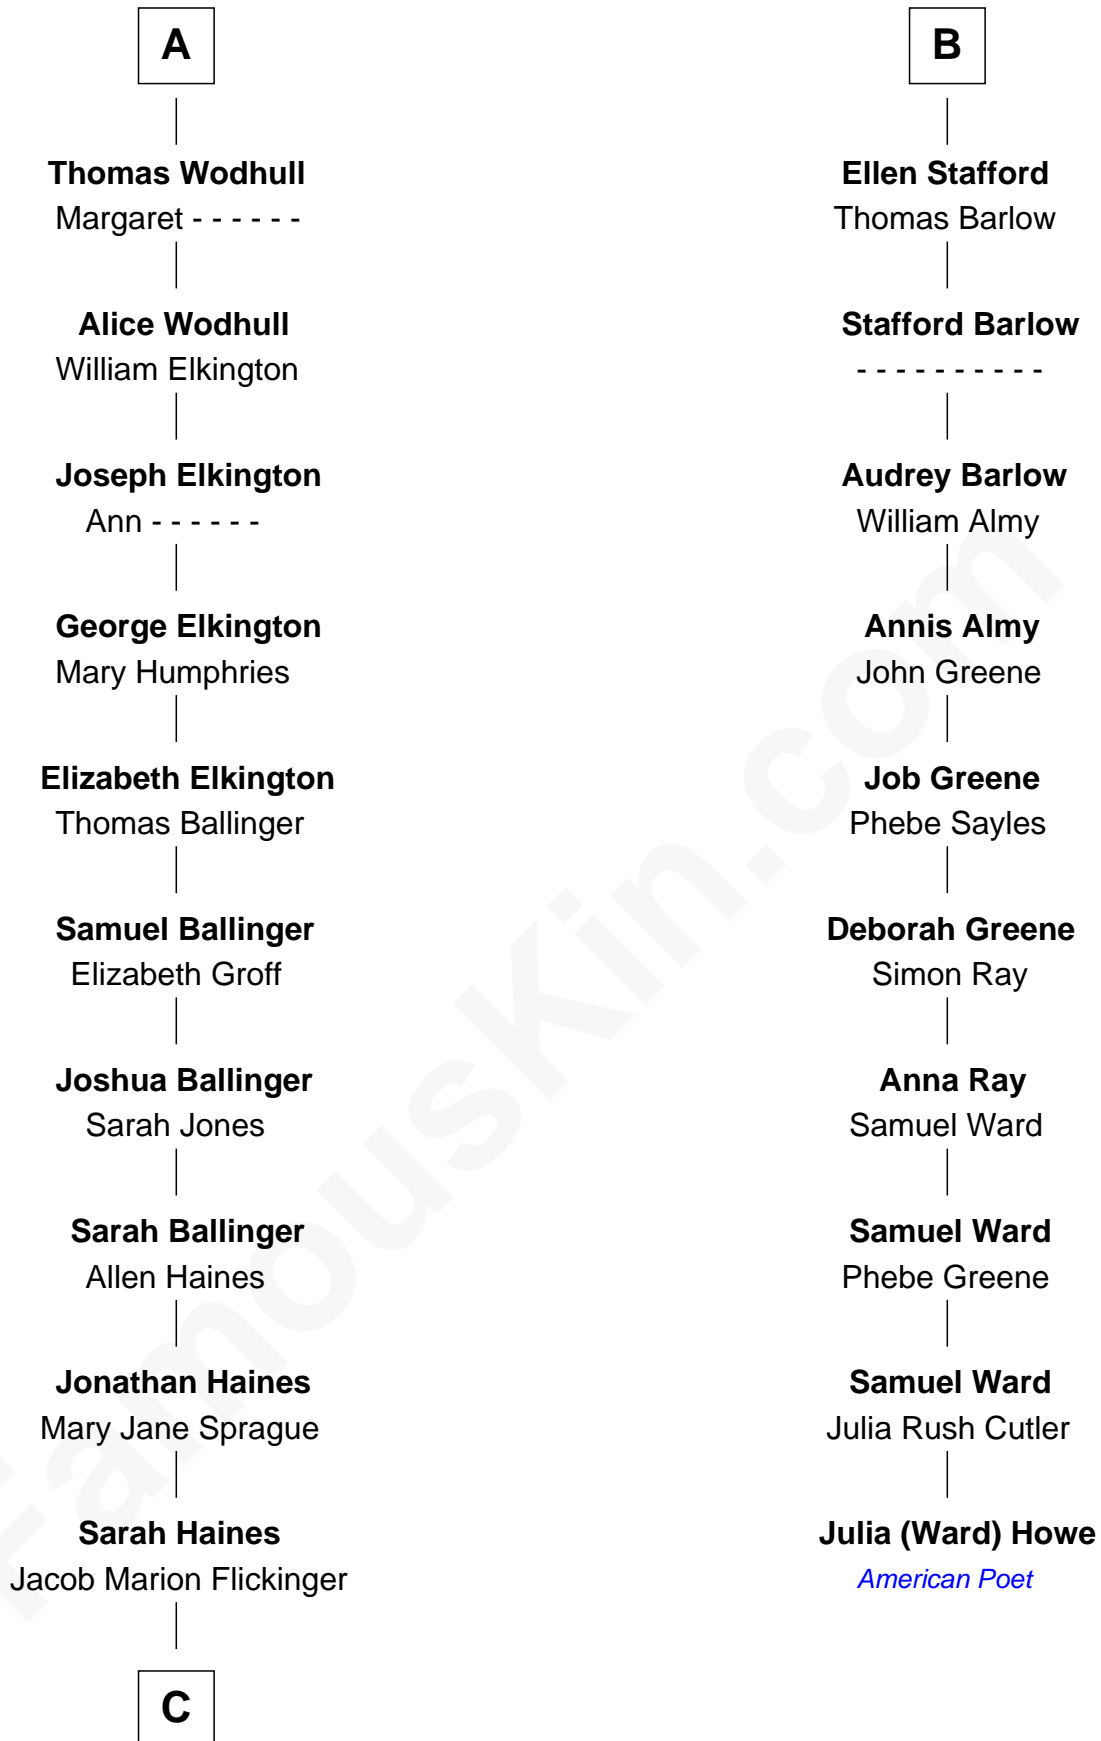 A
Thomas Wodhull
Margaret - - - - - -
Alice Wodhull
William Elkington
Joseph Elkington
Ann - - - - - -
George Elkington
Mary Humphries
Elizabeth Elkington
Thomas Ballinger
Samuel Ballinger
Elizabeth Groff
Joshua Ballinger
Sarah Jones
Sarah Ballinger
Allen Haines
Jonathan Haines
Mary Jane Sprague
Sarah Haines
Jacob Marion Flickinger
C
B
Ellen Stafford
Thomas Barlow
Stafford Barlow
- - - - - - - - - -
Audrey Barlow
William Almy
Annis Almy
John Greene
Job Greene
Phebe Sayles
Deborah Greene
Simon Ray
Anna Ray
Samuel Ward
Samuel Ward
Phebe Greene
Samuel Ward
Julia Rush Cutler
Julia (Ward) Howe
American Poet
FamousKin.com